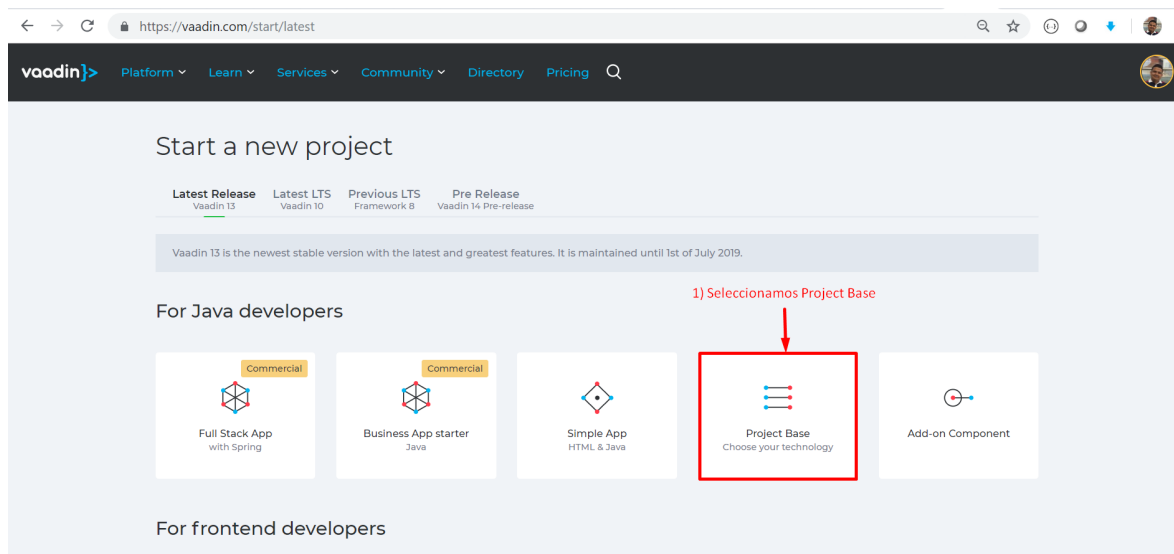 https://vaadin.com/start/latest
vaadin}>
Platform Learn Services Community Directory Pricing
Start a new project
Latest Release Latest LTS Previous LTS Pre Release
Vaadin 13 Vaadin 10 Framework 8 Vaadin 14 Pre-release
Vaadin 13 is the newest stable version with the latest and greatest features. It is maintained until 1st of July 2019.
1) Seleccionamos Project Base
For Java developers
Commercial Commercial
Full Stack App Business App starter Simple App Project Base Add-on Component
with Spring Java HTML & Java Choose your technology
For frontend developers